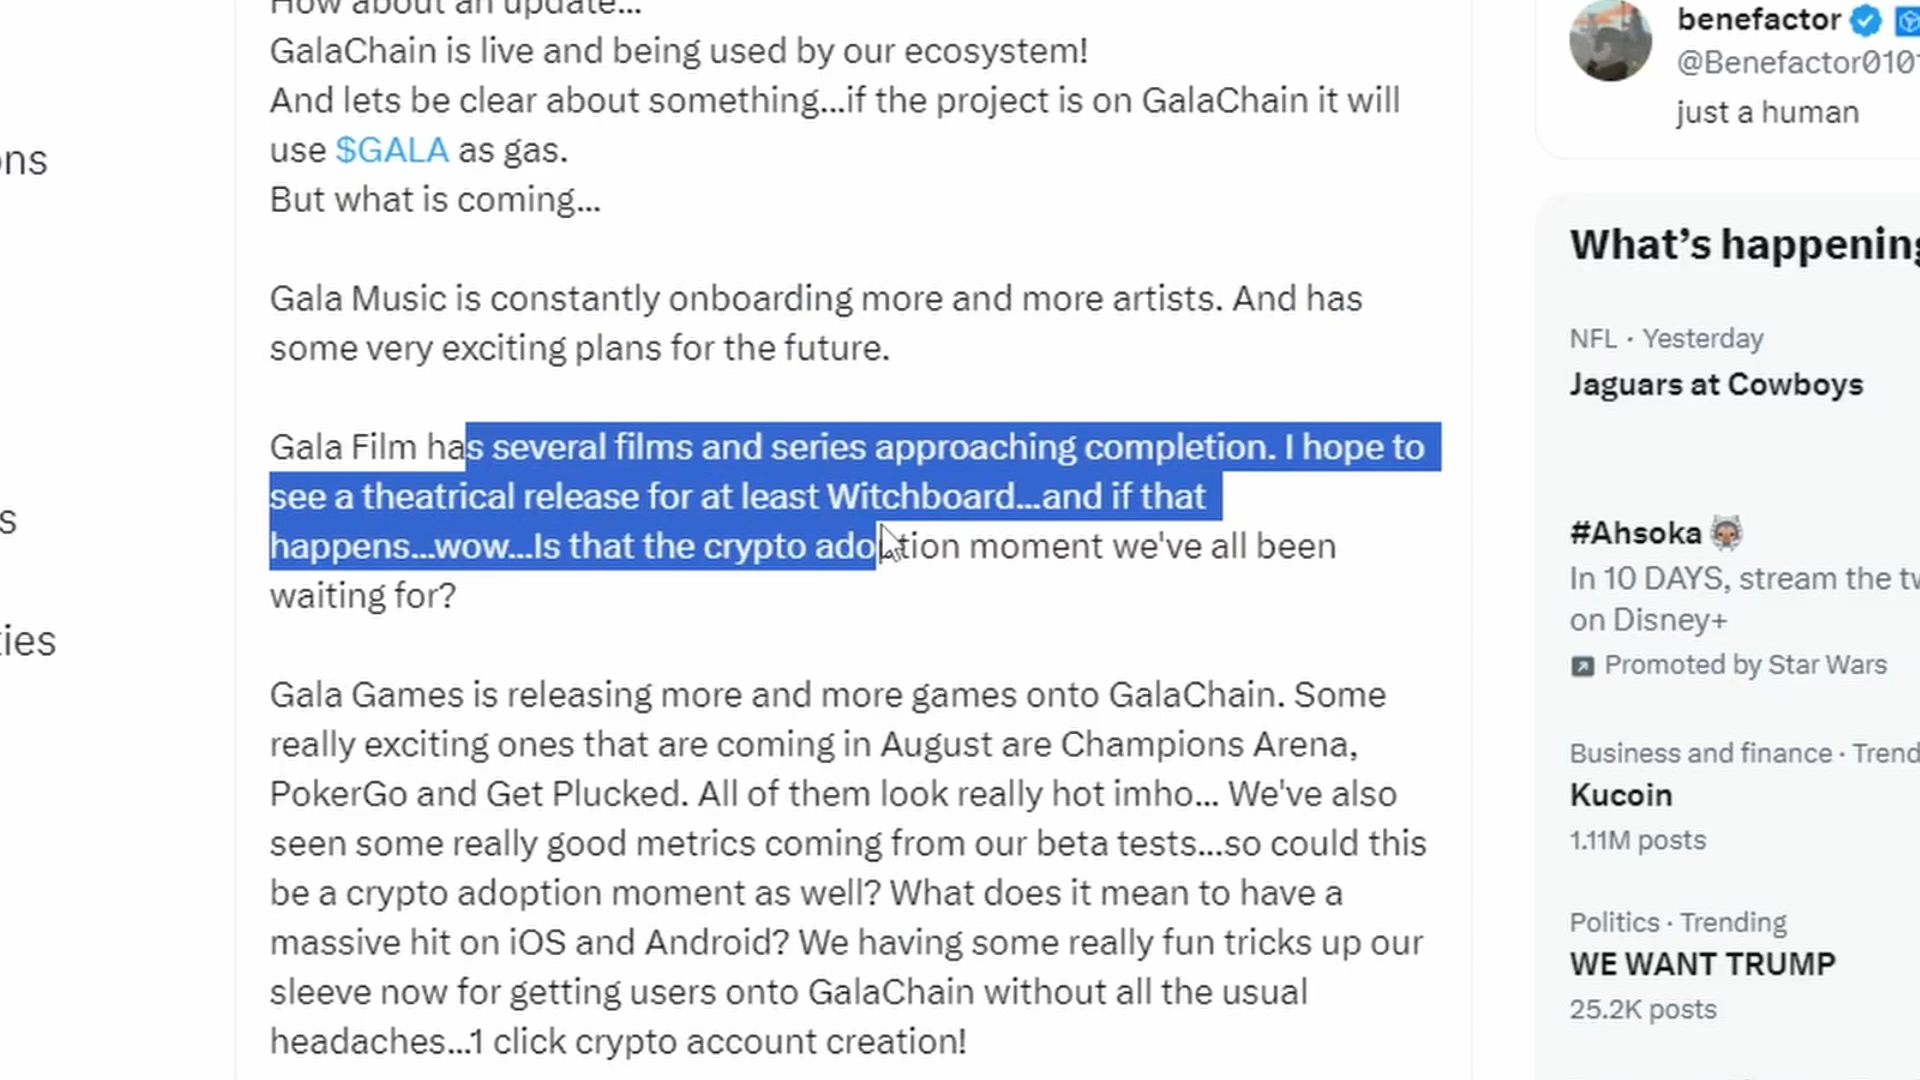 How about an update...
GalaChain is live and being used by our ecosystem!
And lets be clear about something...if the project is on GalaChain it will
use $GALA as gas.
But what is coming...
Gala Music is constantly onboarding more and more artists. And has
some very exciting plans for the future.
Gala Film has several films and series approaching completion. I hope to
see a theatrical release for at least Witchboard...and if that
happens...wow...Is that the crypto adoption moment we've all been
waiting for?
Gala Games is releasing more and more games onto GalaChain. Some
really exciting ones that are coming in August are Champions Arena,
PokerGo and Get Plucked. All of them look really hot imho... We've also
seen some really good metrics coming from our beta tests...so could this
be a crypto adoption moment as well? What does it mean to have a
massive hit on iOS and Android? We having some really fun tricks up our
sleeve now for getting users onto GalaChain without all the usual
headaches...1 click crypto account creation!
ons
s
ties
benefactor
@Benefactor0101
just a human
What's happening
NFL · Yesterday
Jaguars at Cowboys
#Ahsoka
In 10 DAYS, stream the tw
on Disney+
Promoted by Star Wars
Business and finance · Trend
Kucoin
1.11M posts
Politics · Trending
WE WANT TRUMP
25.2K posts